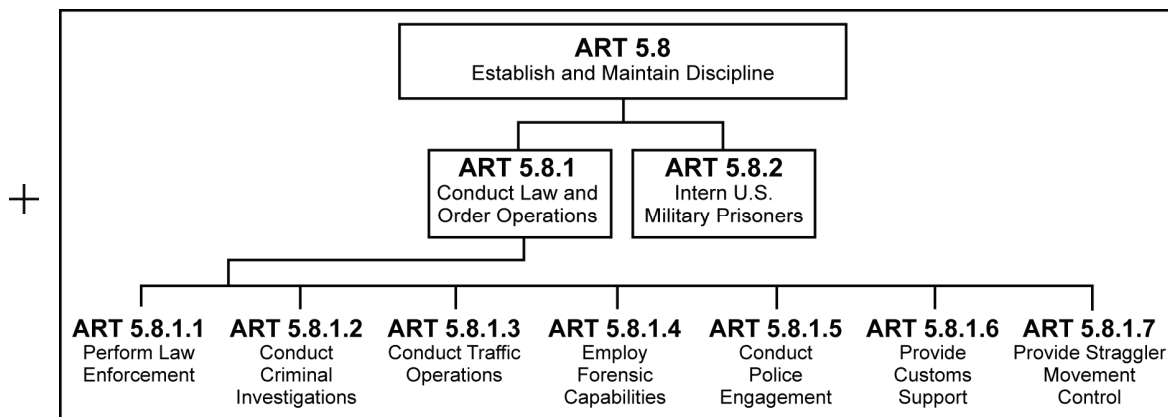 ART 5.8
Establish and Maintain Discipline
ART 5.8.1
Conduct Law and
Order Operations
ART 5.8.2
Intern U.S.
Military Prisoners
ART 5.8.1.1
Perform Law
Enforcement
ART 5.8.1.2
Conduct
Criminal
Investigations
ART 5.8.1.3
Conduct Traffic
Operations
ART 5.8.1.4
Employ
Forensic
Capabilities
ART 5.8.1.5
Conduct
Police
Engagement
ART 5.8.1.6
Provide
Customs
Support
ART 5.8.1.7
Provide Straggler
Movement
Control